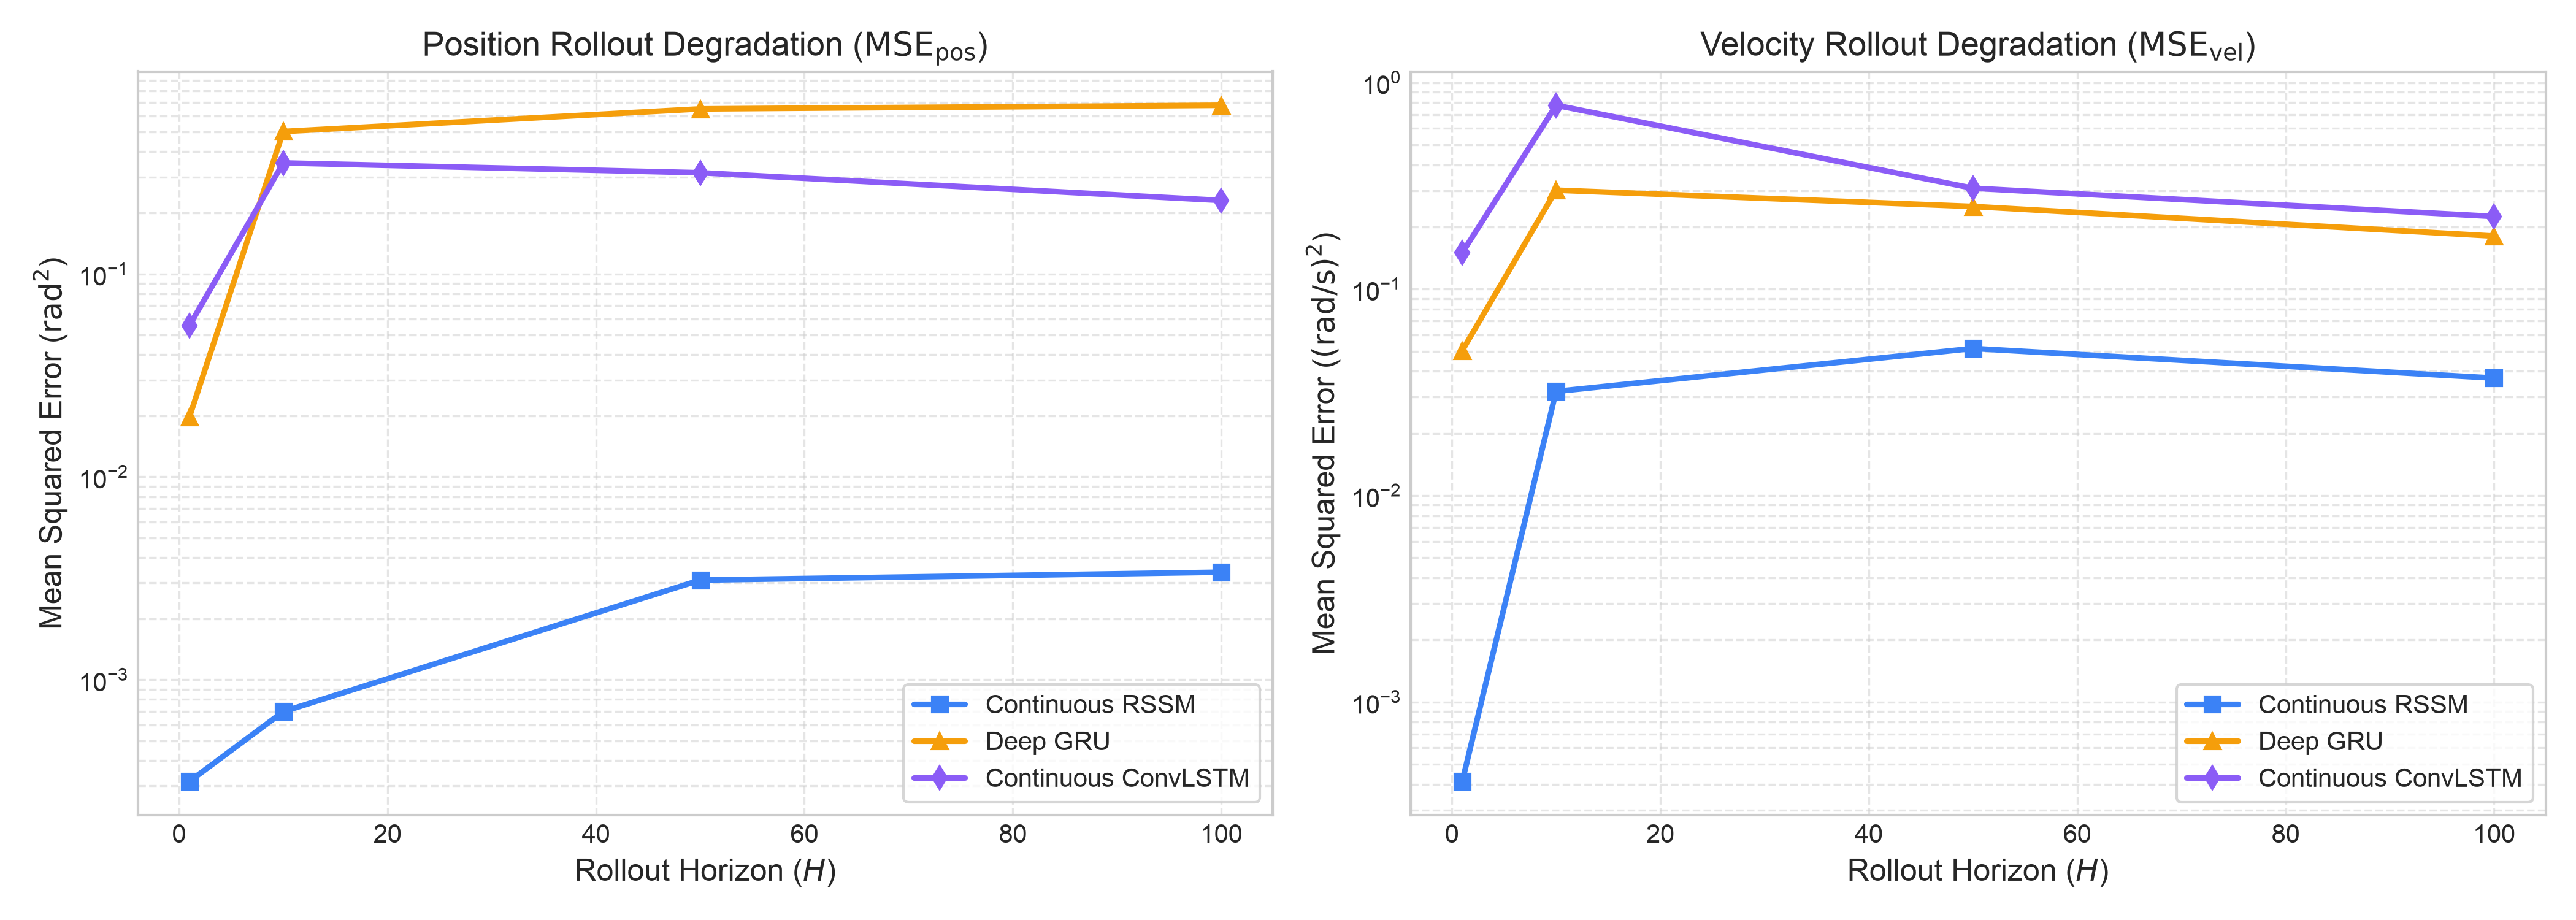 Position Rollout Degradation (MSE_pos)
Mean Squared Error (rad²)
10⁻¹
10⁻²
10⁻³
0 20 40 60 80 100
Rollout Horizon (H)
Continuous RSSM
Deep GRU
Continuous ConvLSTM
Velocity Rollout Degradation (MSE_vel)
Mean Squared Error ((rad/s)²)
10⁰
10⁻¹
10⁻²
10⁻³
0 20 40 60 80 100
Rollout Horizon (H)
Continuous RSSM
Deep GRU
Continuous ConvLSTM